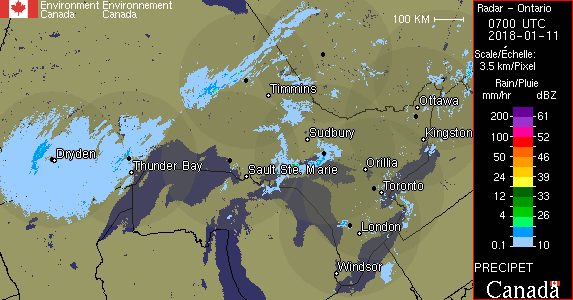 Environment Environnement
Canada Canada
100 KM
Radar - Ontario
0700 UTC
2018-01-11
Scale/Échelle:
3.5 km/Pixel
Rain/Pluie
mm/hr dBZ
200 61
100 52
50 46
24 39
12 33
4 26
0.1 10
PRECIPET
Canada
Timmins
Ottawa
Sudbury
Kingston
Dryden
Thunder Bay
Sault Ste. Marie
Orillia
Toronto
London
Windsor